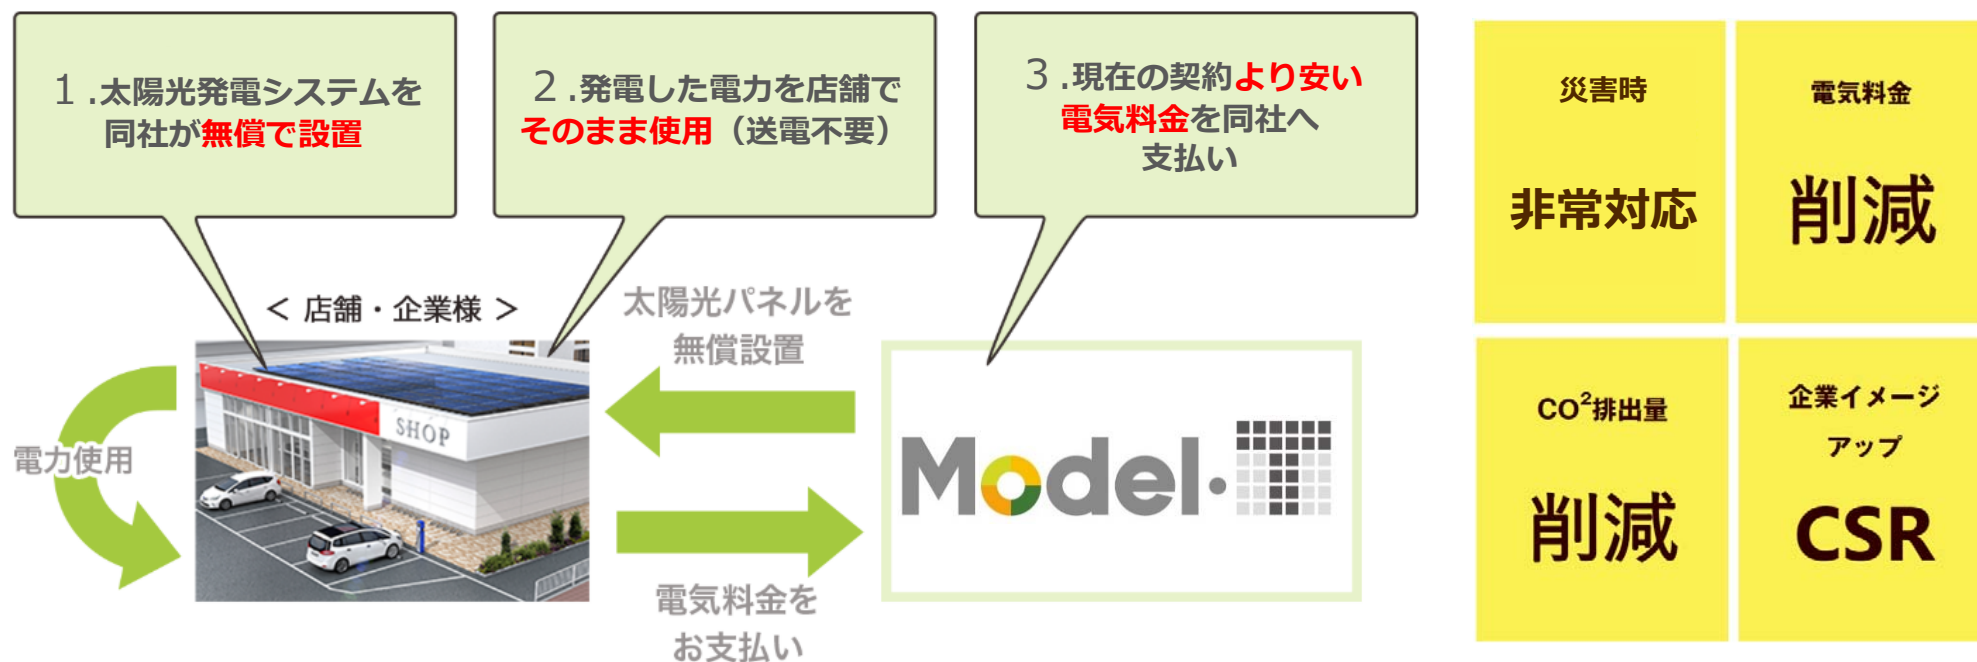 １.太陽光発電システムを
同社が無償で設置
２.発電した電力を店舗で
そのまま使用（送電不要）
３.現在の契約より安い
電気料金を同社へ
支払い
＜ 店舗・企業様 ＞
SHOP
電力使用
太陽光パネルを
無償設置
電気料金を
お支払い
Model・T
災害時
非常対応
電気料金
削減
CO²排出量
削減
企業イメージ
アップ
CSR